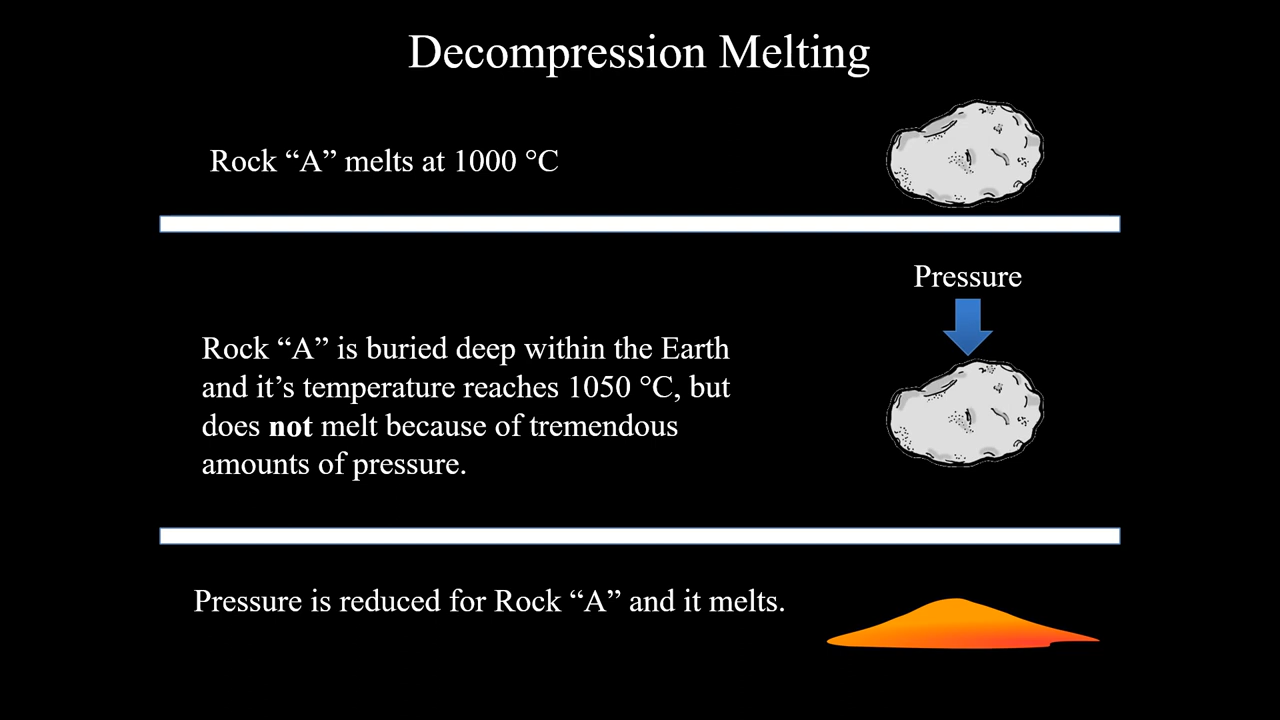 Decompression Melting
Rock “A” melts at 1000 °C
Pressure
Rock “A” is buried deep within the Earth
and it’s temperature reaches 1050 °C, but
does not melt because of tremendous
amounts of pressure.
Pressure is reduced for Rock “A” and it melts.